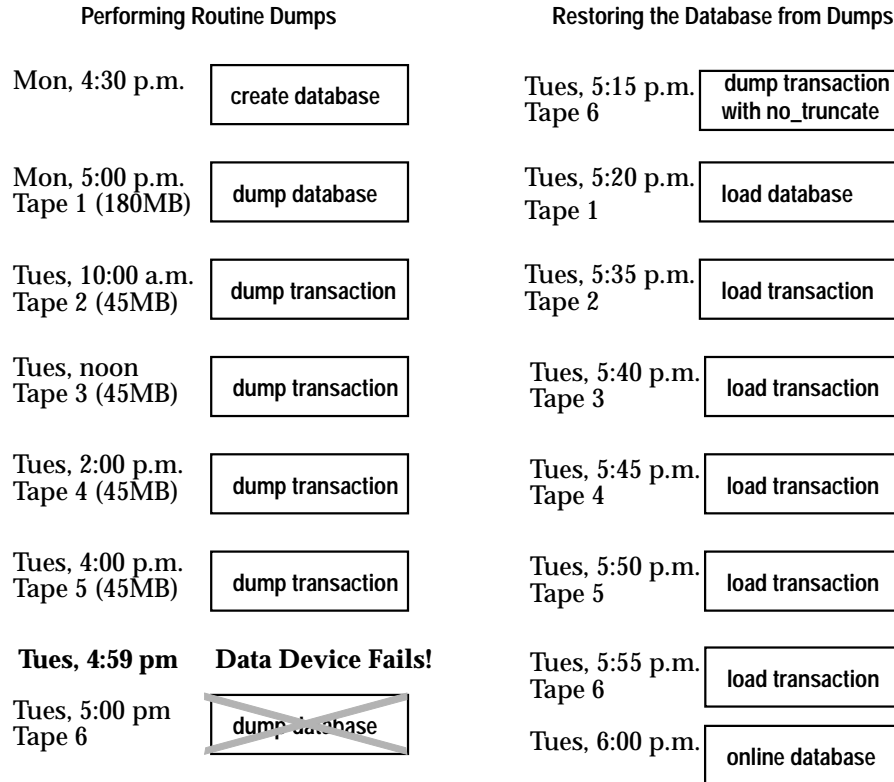 Performing Routine Dumps
Mon, 4:30 p.m.
create database
Mon, 5:00 p.m.
Tape 1 (180MB)
dump database
Tues, 10:00 a.m.
Tape 2 (45MB)
dump transaction
Tues, noon
Tape 3 (45MB)
dump transaction
Tues, 2:00 p.m.
Tape 4 (45MB)
dump transaction
Tues, 4:00 p.m.
Tape 5 (45MB)
dump transaction
Tues, 4:59 pm
Data Device Fails!
Tues, 5:00 pm
Tape 6
dump database
Restoring the Database from Dumps
Tues, 5:15 p.m.
Tape 6
dump transaction
with no_truncate
Tues, 5:20 p.m.
Tape 1
load database
Tues, 5:35 p.m.
Tape 2
load transaction
Tues, 5:40 p.m.
Tape 3
load transaction
Tues, 5:45 p.m.
Tape 4
load transaction
Tues, 5:50 p.m.
Tape 5
load transaction
Tues, 5:55 p.m.
Tape 6
load transaction
Tues, 6:00 p.m.
online database